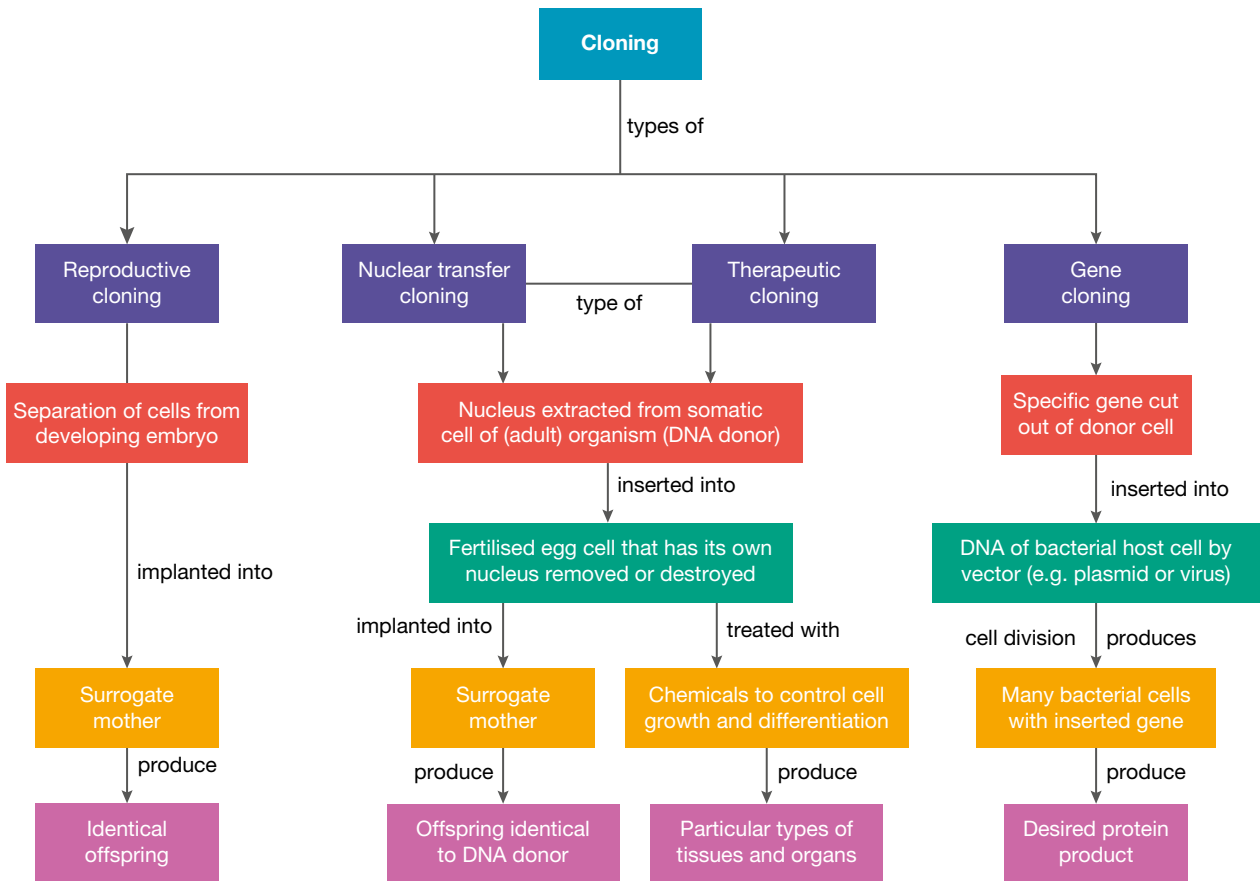 Cloning
types of
Reproductive
cloning
Nuclear transfer
cloning
type of
Therapeutic
cloning
Gene
cloning
Separation of cells from
developing embryo
Nucleus extracted from somatic
cell of (adult) organism (DNA donor)
Specific gene cut
out of donor cell
inserted into
inserted into
Fertilised egg cell that has its own
nucleus removed or destroyed
DNA of bacterial host cell by
vector (e.g. plasmid or virus)
implanted into
implanted into
treated with
cell division
produces
Surrogate
mother
Surrogate
mother
Chemicals to control cell
growth and differentiation
Many bacterial cells
with inserted gene
produce
produce
produce
produce
Identical
offspring
Offspring identical
to DNA donor
Particular types of
tissues and organs
Desired protein
product